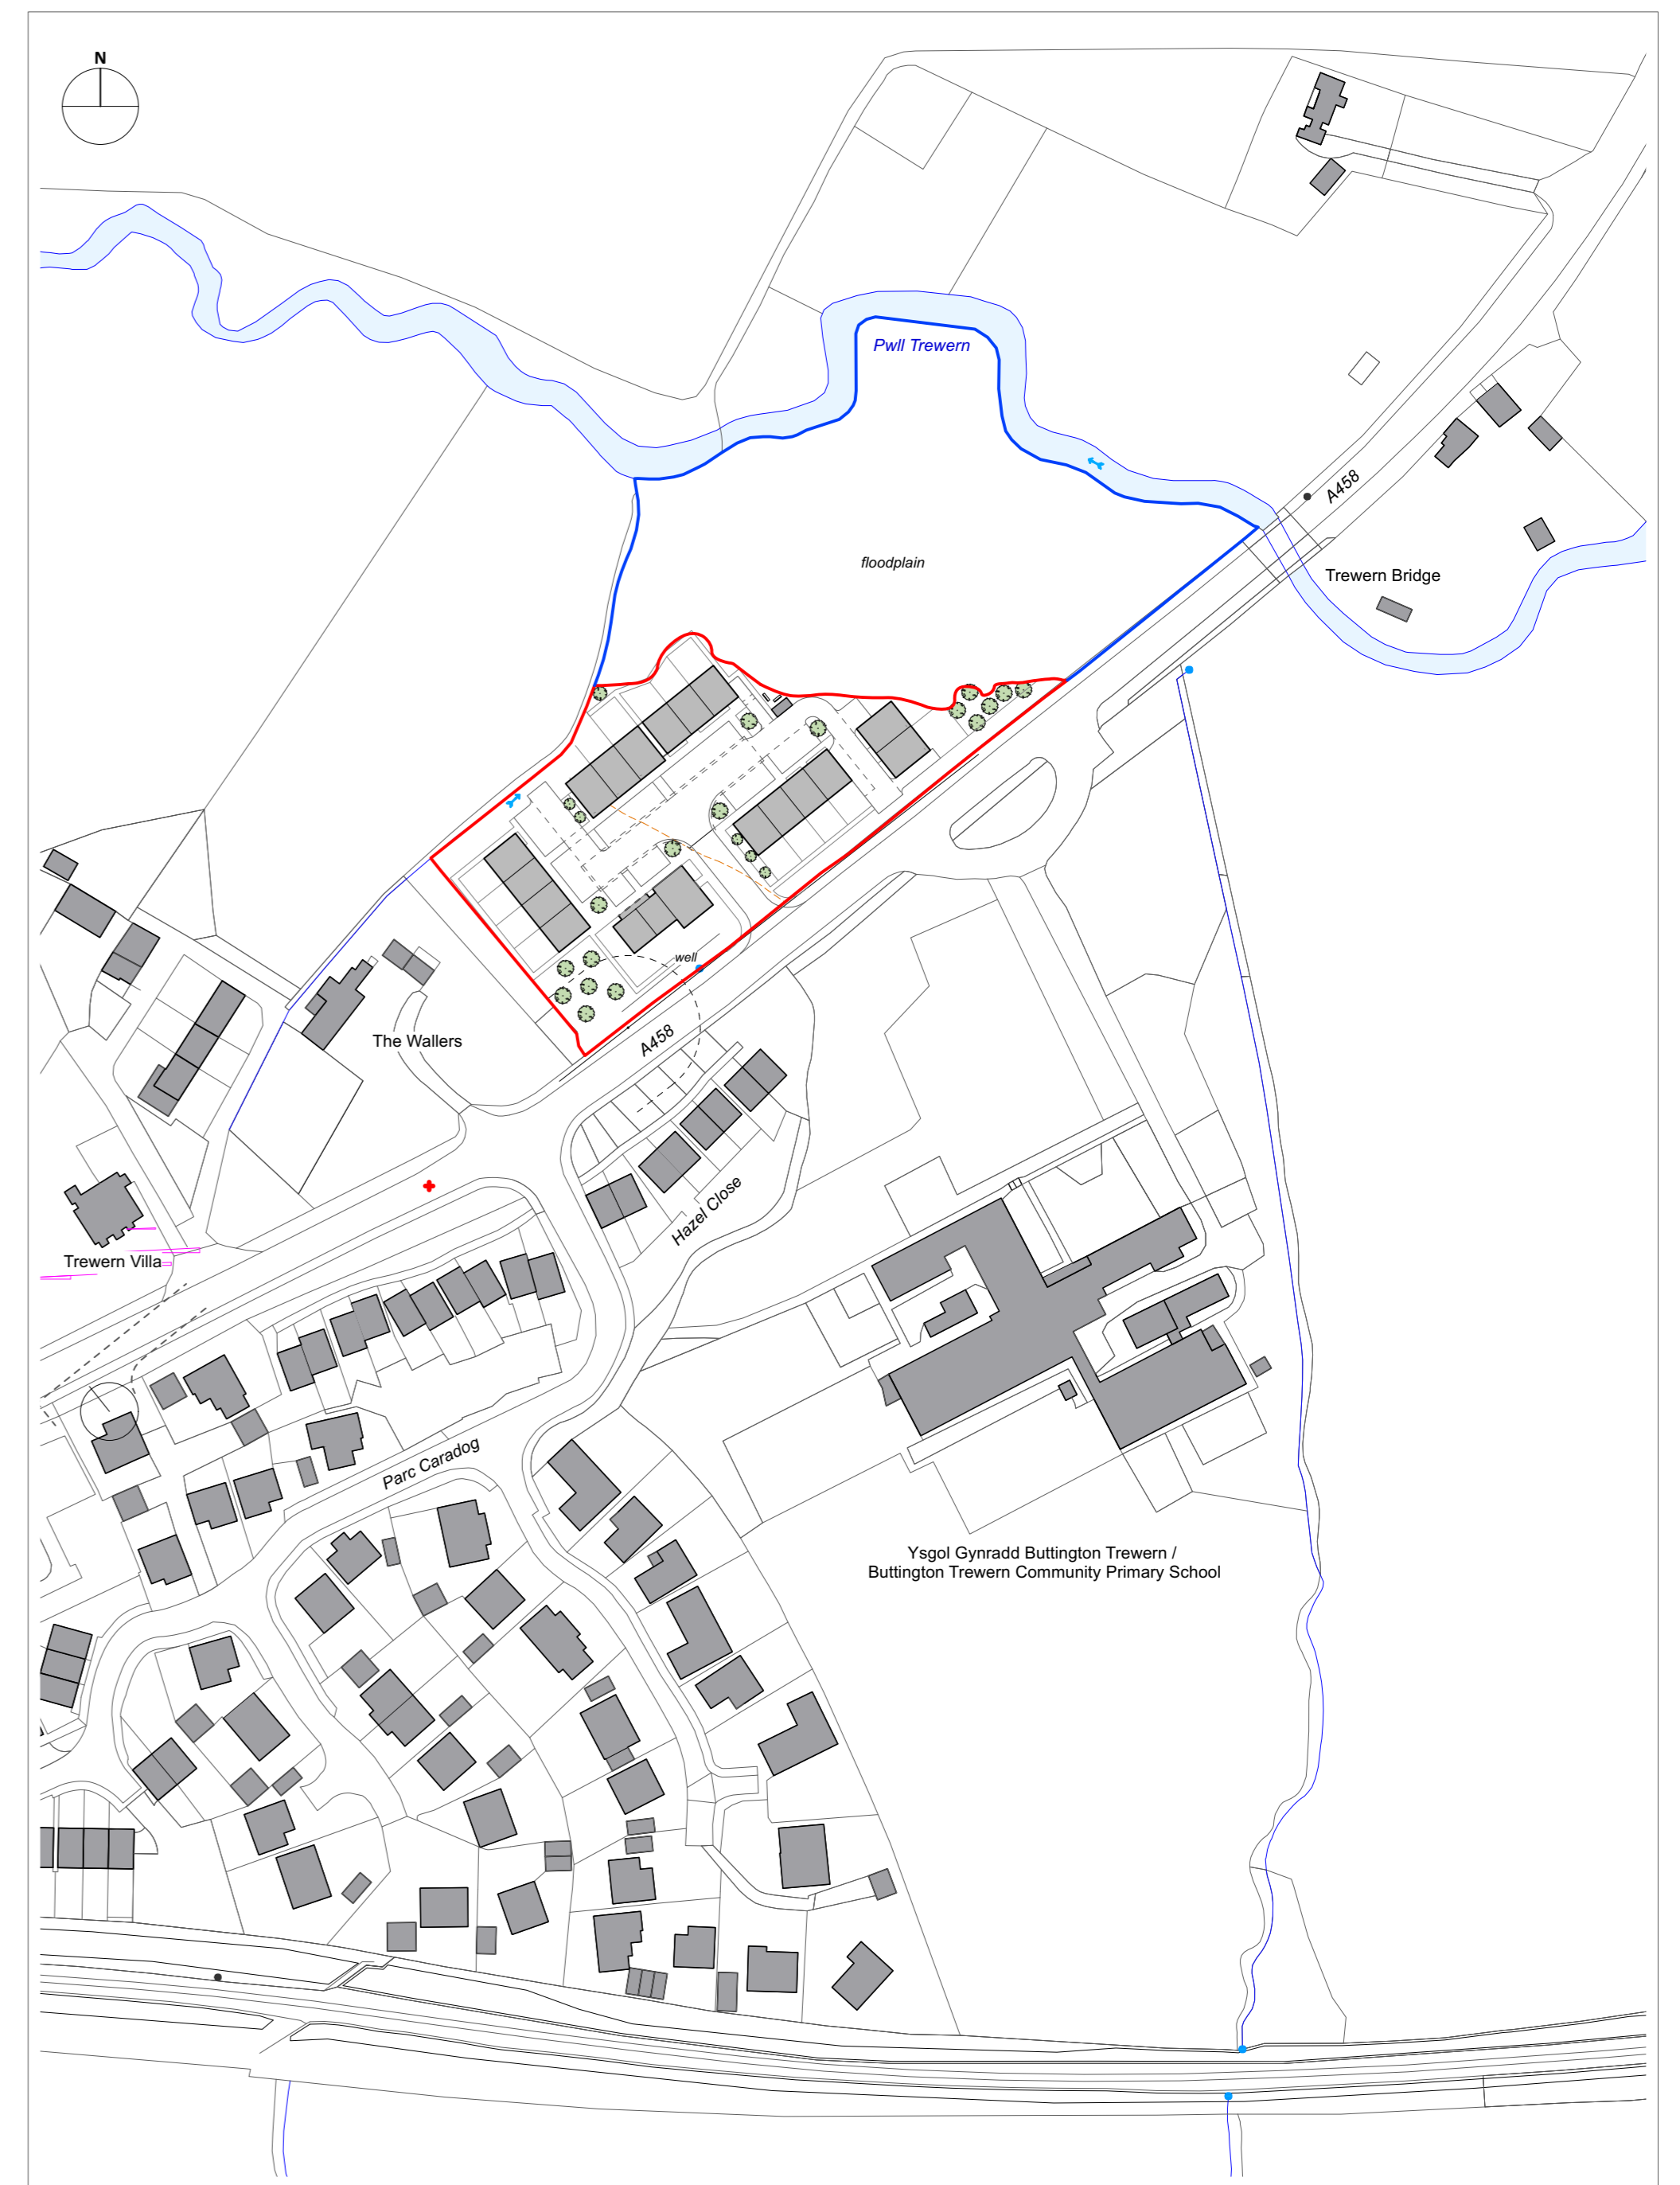 N
Pwll Trewern
A458
floodplain
Trewern Bridge
well
The Wallers
A458
Hazel Close
Trewern Villa
Parc Caradog
Ysgol Gynradd Buttington Trewern /
Buttington Trewern Community Primary School